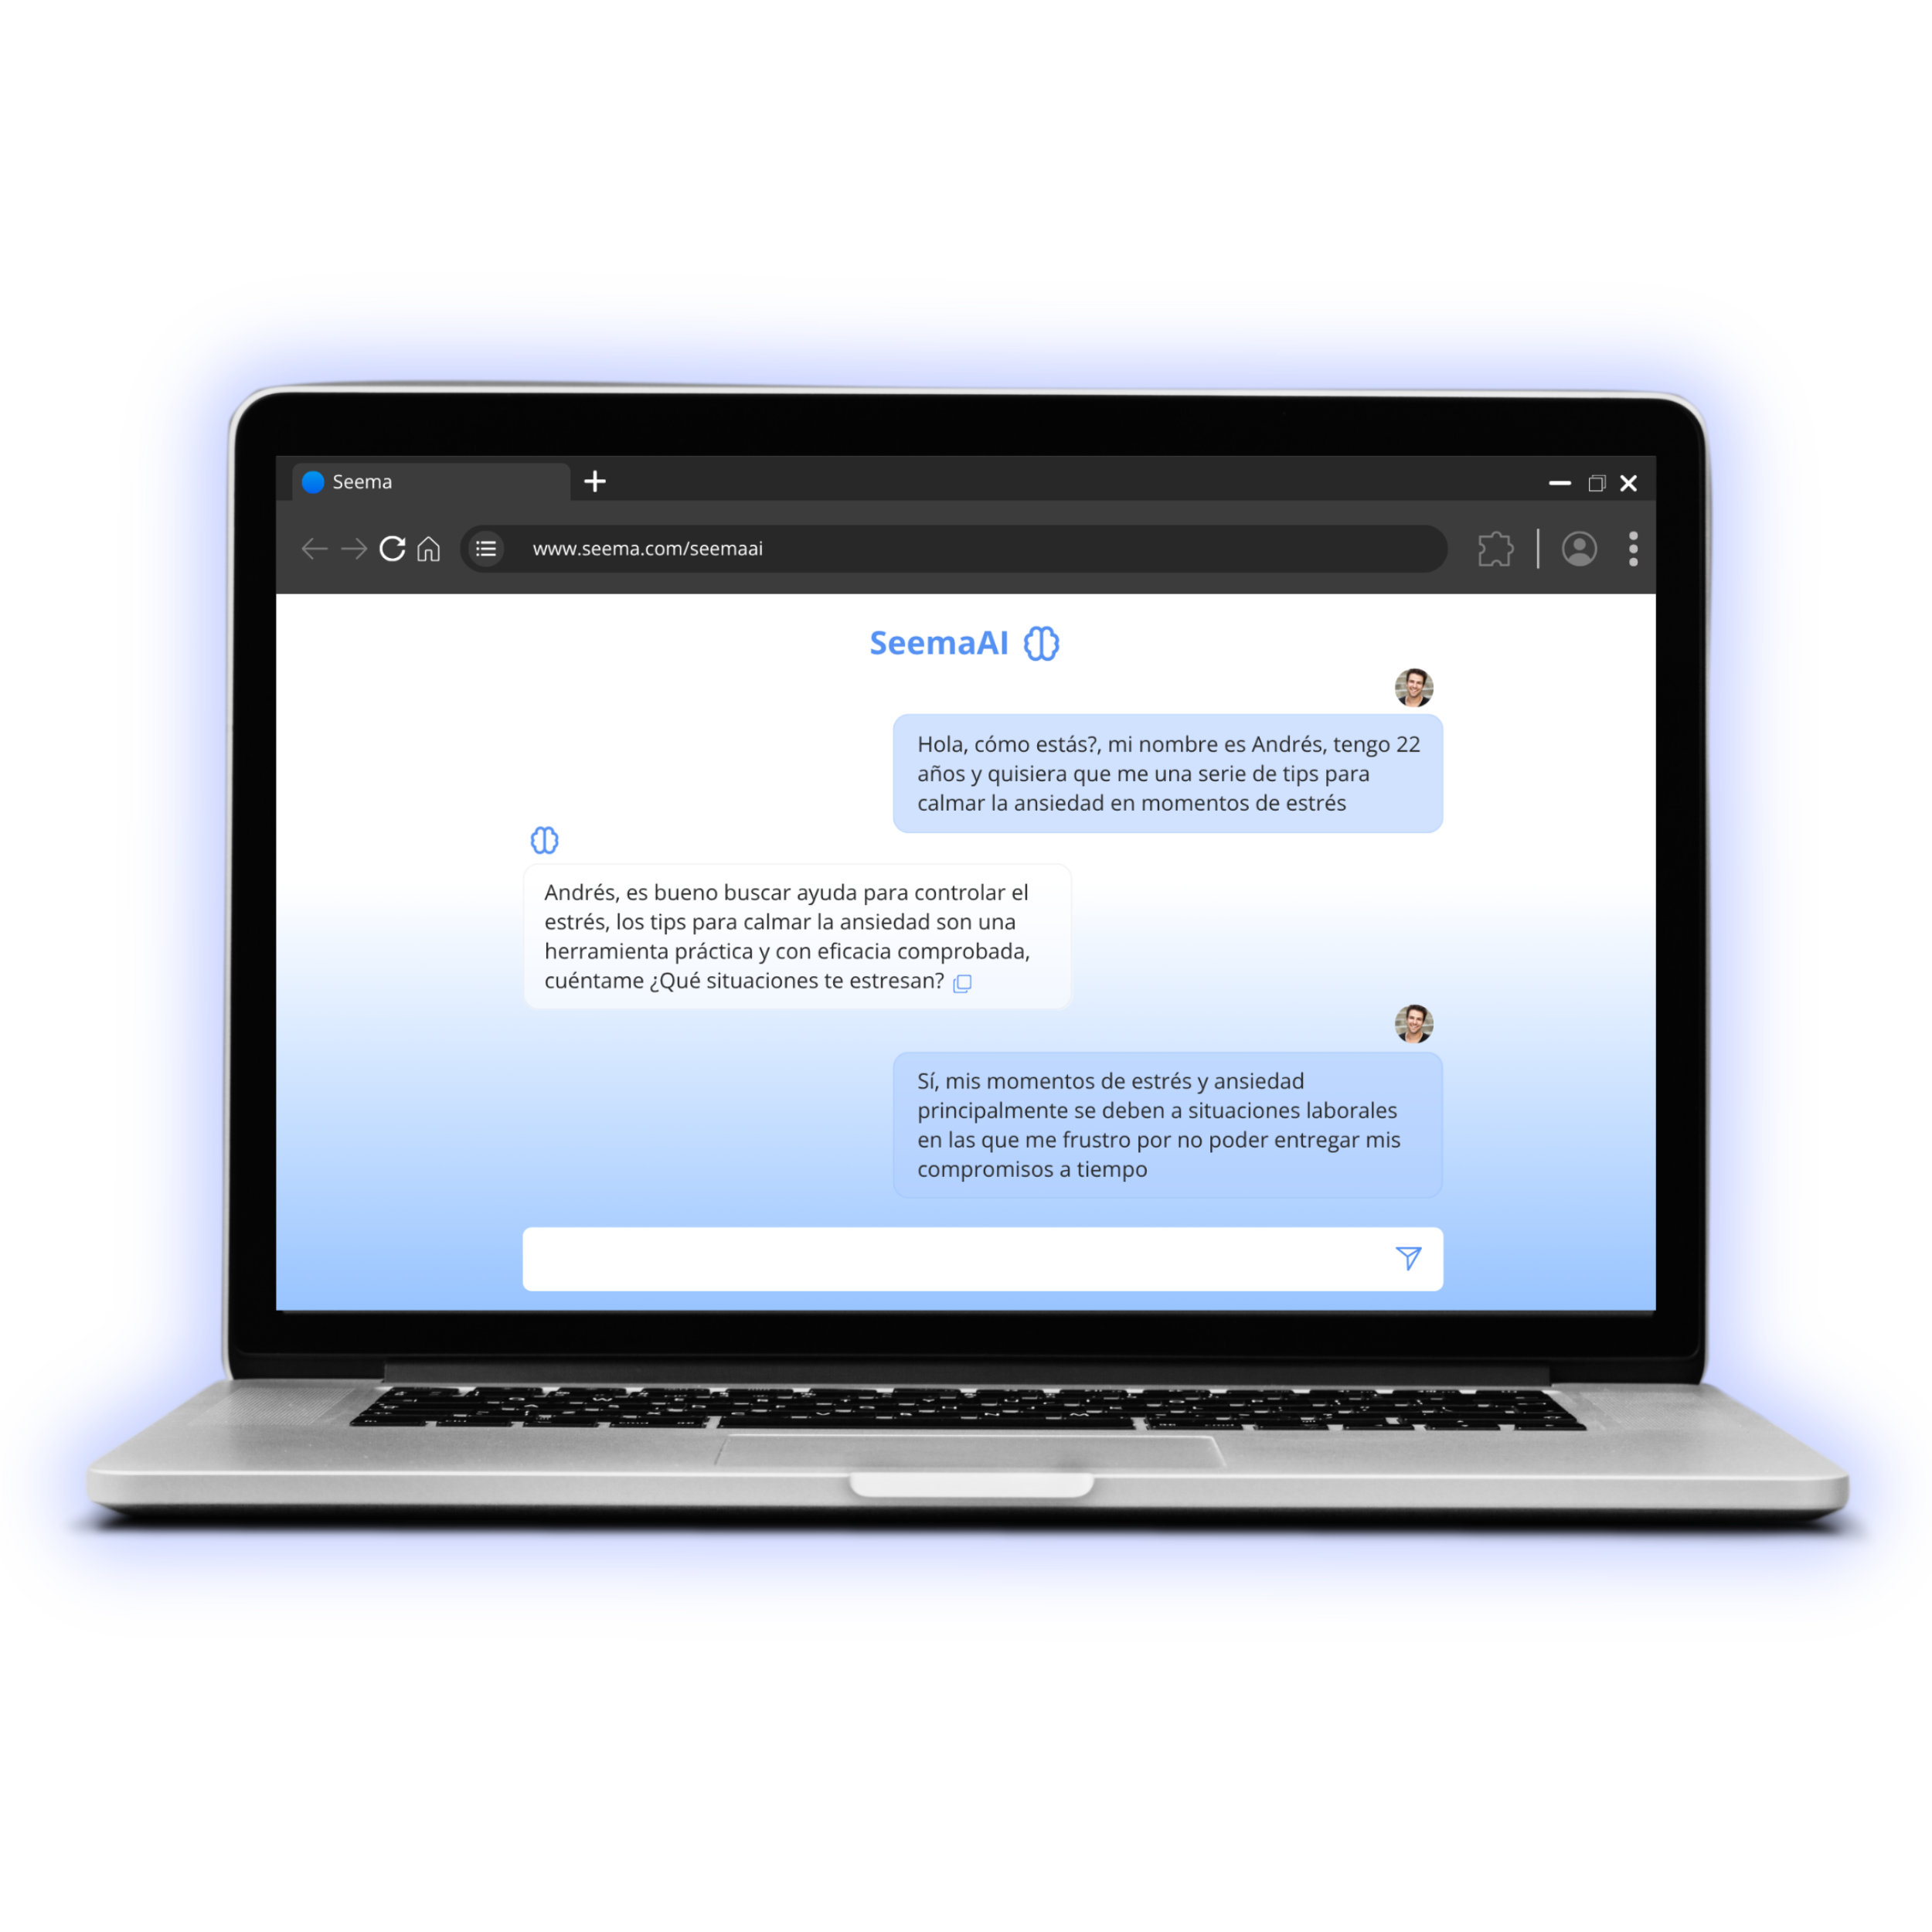 Seema
www.seema.com/seemaai
SeemaAI
Hola, cómo estás?, mi nombre es Andrés, tengo 22
años y quisiera que me una serie de tips para
calmar la ansiedad en momentos de estrés
Andrés, es bueno buscar ayuda para controlar el
estrés, los tips para calmar la ansiedad son una
herramienta práctica y con eficacia comprobada,
cuéntame ¿Qué situaciones te estresan?
Sí, mis momentos de estrés y ansiedad
principalmente se deben a situaciones laborales
en las que me frustro por no poder entregar mis
compromisos a tiempo